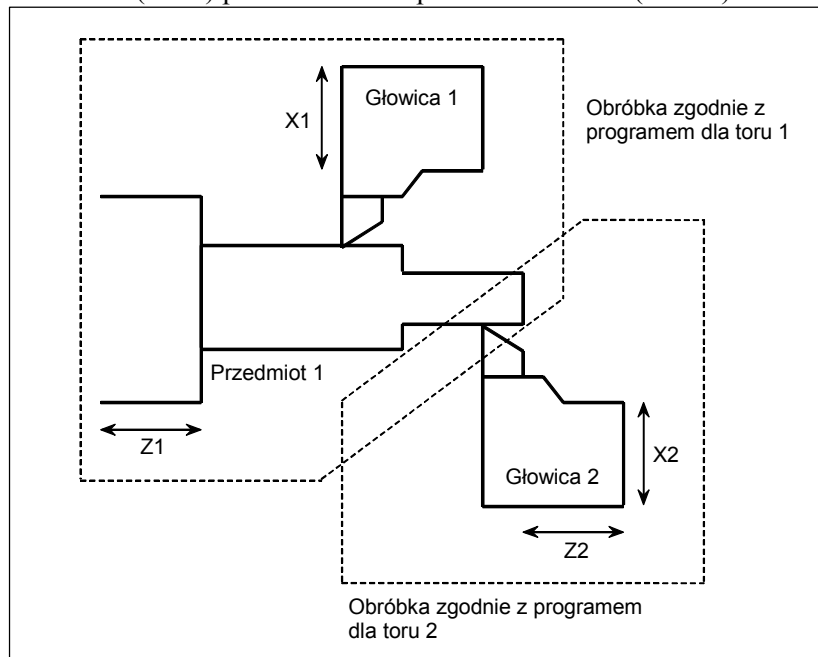 Głowica 1
X1
Obróbka zgodnie z
programem dla toru 1
Przedmiot 1
Z1
X2
Głowica 2
Z2
Obróbka zgodnie z programem
dla toru 2